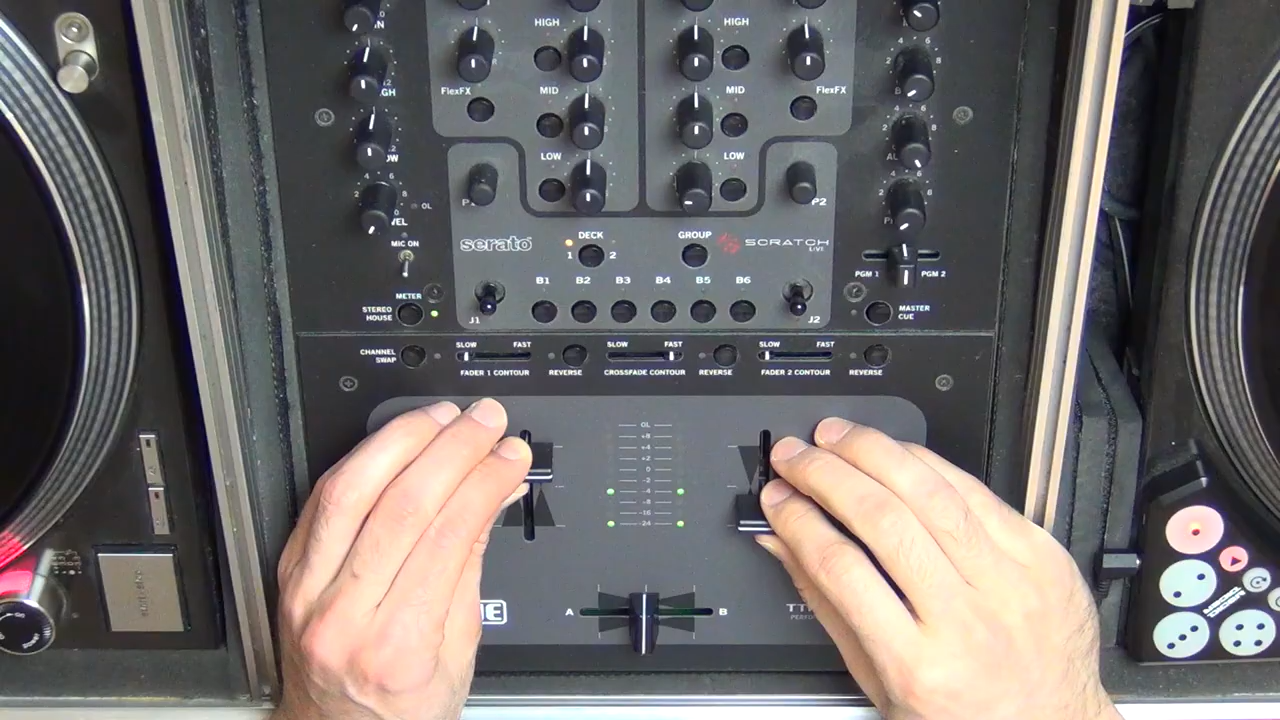 HIGH HIGH
FlexFX MID MID FlexFX
LOW LOW
OL
P2
DECK GROUP
serato SCRATCH LIVE
1 2
MIC ON
PGM 1 PGM 2
B1 B2 B3 B4 B5 B6
METER
STEREO
HOUSE
J1 J2
MASTER
CUE
CHANNEL
SWAP
SLOW FAST SLOW FAST SLOW FAST
FADER 1 CONTOUR REVERSE CROSSFADE CONTOUR REVERSE FADER 2 CONTOUR REVERSE
OL
+8
+4
+2
0
-2
-4
-8
-16
-24
A B